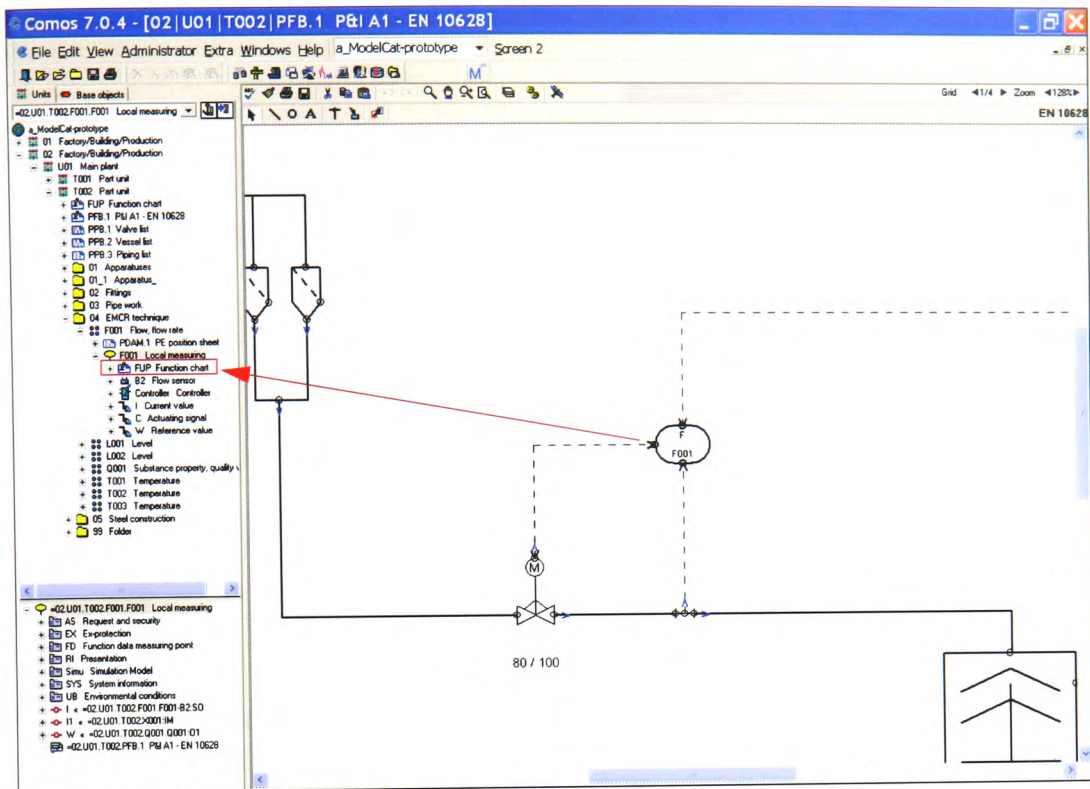 Comos 7.0.4 - [02|U01|T002|PFB.1 P&I A1 - EN 10628]
File Edit View Administrator Extra Windows Help a_ModelCat-prototype Screen 2
M
Units Base objects
Grid 1/4 Zoom 128%
=02.U01.T002.F001.F001 Local measuring
A T
EN 10628
a_ModelCat-prototype
01 Factory/Building/Production
02 Factory/Building/Production
U01 Main plant
T001 Part unit
T002 Part unit
FUP Function chart
PFB.1 P&I A1 - EN 10628
PPB.1 Valve list
PPB.2 Vessel list
PPB.3 Piping list
01 Apparatuses
01_1 Apparatus_
02 Fittings
03 Pipe work
04 EMCR technique
F001 Flow, flow rate
PDAM.1 PE position sheet
F001 Local measuring
FUP Function chart
B2 Flow sensor
Controller Controller
I Current value
C Actuating signal
W Reference value
L001 Level
L002 Level
Q001 Substance property, quality v
T001 Temperature
T002 Temperature
T003 Temperature
05 Steel construction
99 Folder
F
F001
M
80 / 100
=02.U01.T002.F001.F001 Local measuring
AS Request and security
EX Ex-protection
FD Function data measuring point
RI Presentation
Simu Simulation Model
SYS System information
UB Environmental conditions
I < =02.U01.T002.F001.F001-B2:SO
I1 < =02.U01.T002.X001:IM
W < =02.U01.T002.Q001.Q001:O1
=02.U01.T002.PFB.1 P&I A1 - EN 10628